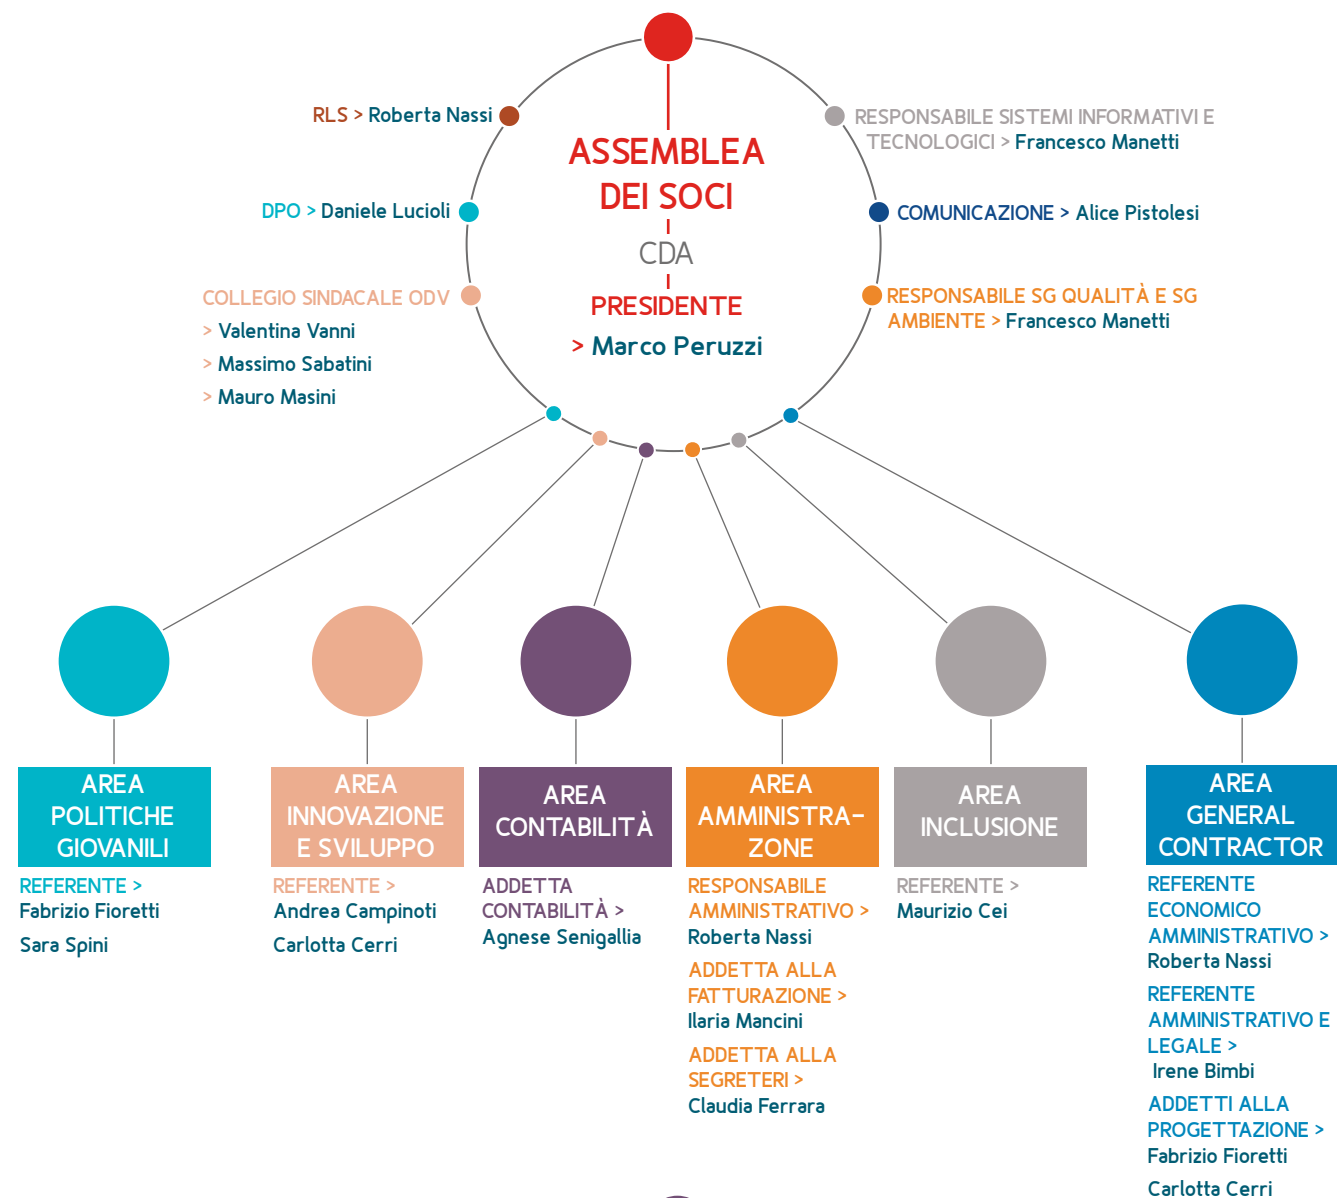 ASSEMBLEA
DEI SOCI
CDA
PRESIDENTE
> Marco Peruzzi
RLS > Roberta Nassi
DPO > Daniele Lucioli
COLLEGIO SINDACALE ODV
> Valentina Vanni
> Massimo Sabatini
> Mauro Masini
RESPONSABILE SISTEMI INFORMATIVI E
TECNOLOGICI > Francesco Manetti
COMUNICAZIONE > Alice Pistolesi
RESPONSABILE SG QUALITÀ E SG
AMBIENTE > Francesco Manetti
AREA
POLITICHE
GIOVANILI
REFERENTE >
Fabrizio Fioretti
Sara Spini
AREA
INNOVAZIONE
E SVILUPPO
REFERENTE >
Andrea Campinoti
Carlotta Cerri
AREA
CONTABILITÀ
ADDETTA
CONTABILITÀ >
Agnese Senigallia
AREA
AMMINISTRA-
ZONE
RESPONSABILE
AMMINISTRATIVO >
Roberta Nassi
ADDETTA ALLA
FATTURAZIONE >
Ilaria Mancini
ADDETTA ALLA
SEGRETERI >
Claudia Ferrara
AREA
INCLUSIONE
REFERENTE >
Maurizio Cei
AREA
GENERAL
CONTRACTOR
REFERENTE
ECONOMICO
AMMINISTRATIVO >
Roberta Nassi
REFERENTE
AMMINISTRATIVO E
LEGALE >
Irene Bimbi
ADDETTI ALLA
PROGETTAZIONE >
Fabrizio Fioretti
Carlotta Cerri